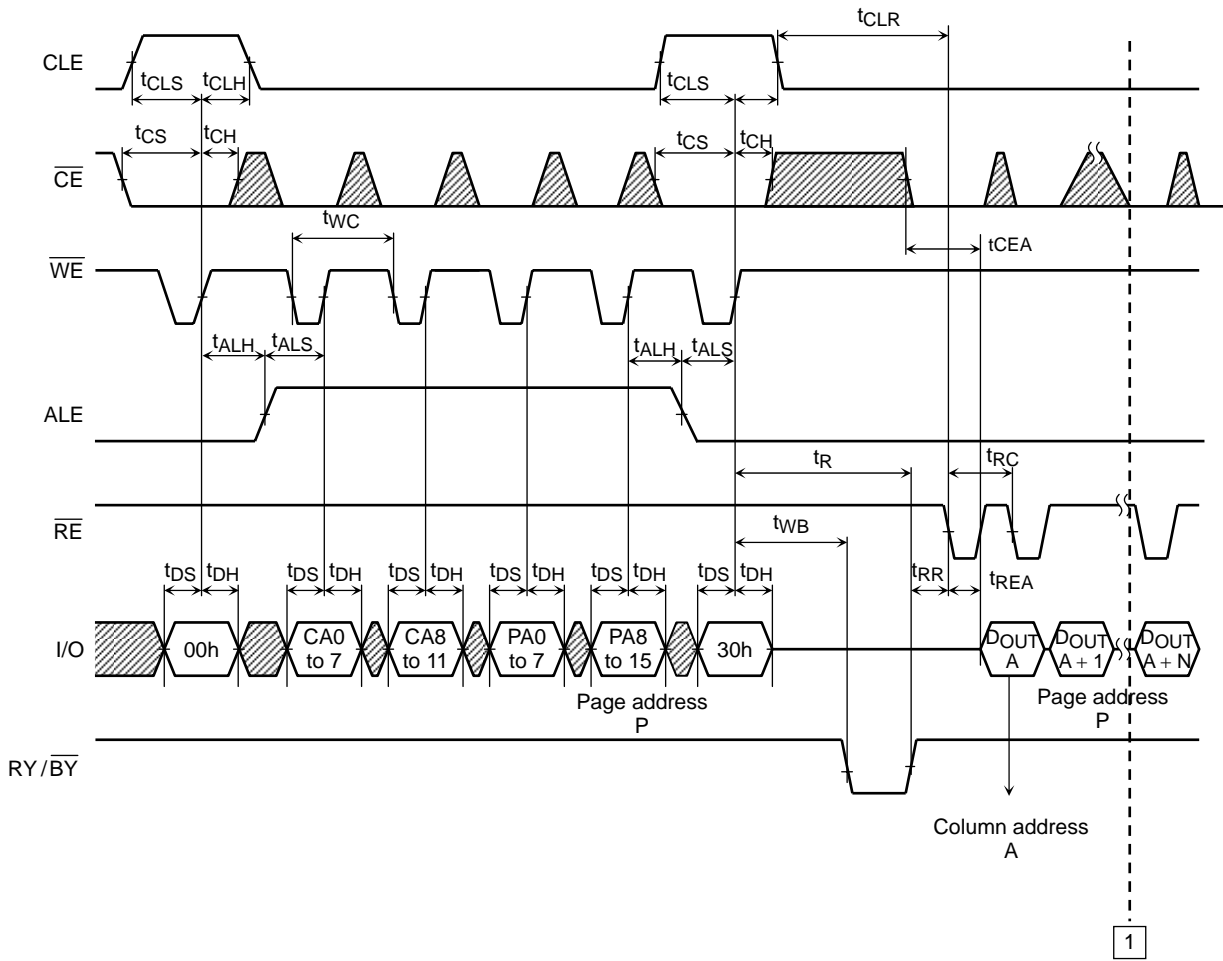 tCLR
CLE
tCLS tCLH tCLS
tCS tCH tCS tCH
CE
tWC
tCEA
WE
tALH tALS tALH tALS
ALE
tR tRC
RE
tWB
tDS tDH tDS tDH tDS tDH tDS tDH tDS tDH tDS tDH tRR tREA
I/O
00h
CA0
to 7
CA8
to 11
PA0
to 7
PA8
to 15
30h
DOUT
A
DOUT
A + 1
DOUT
A + N
Page address
P
Page address
P
RY/BY
Column address
A
1